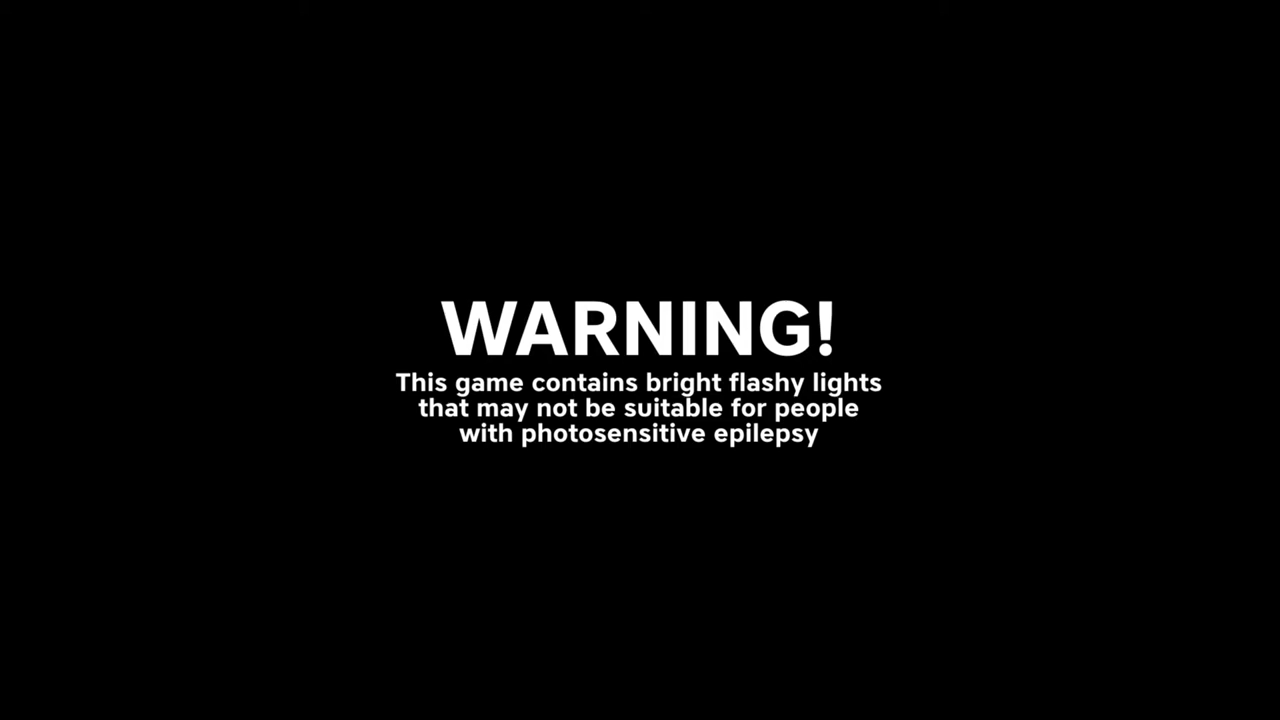 WARNING!
This game contains bright flashy lights
that may not be suitable for people
with photosensitive epilepsy